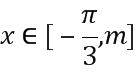 x ∈ [ − π/3 , m ]